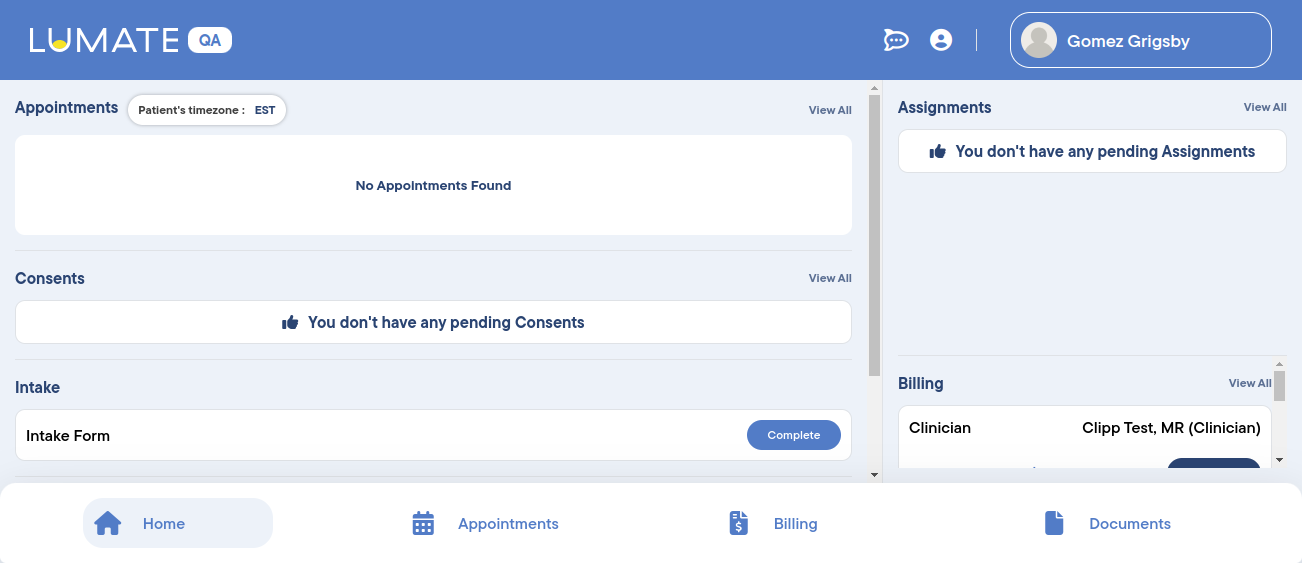 LUMATE QA
Gomez Grigsby
Appointments
Patient's timezone : EST
View All
No Appointments Found
Consents
View All
You don't have any pending Consents
Intake
Intake Form
Complete
Assignments
View All
You don't have any pending Assignments
Billing
View All
Clinician
Clipp Test, MR (Clinician)
Home
Appointments
Billing
Documents